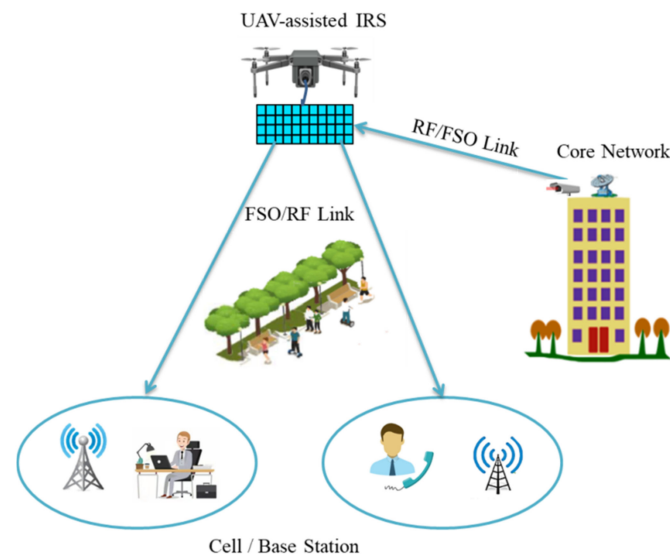 UAV-assisted IRS
RF/FSO Link
Core Network
FSO/RF Link
Cell / Base Station